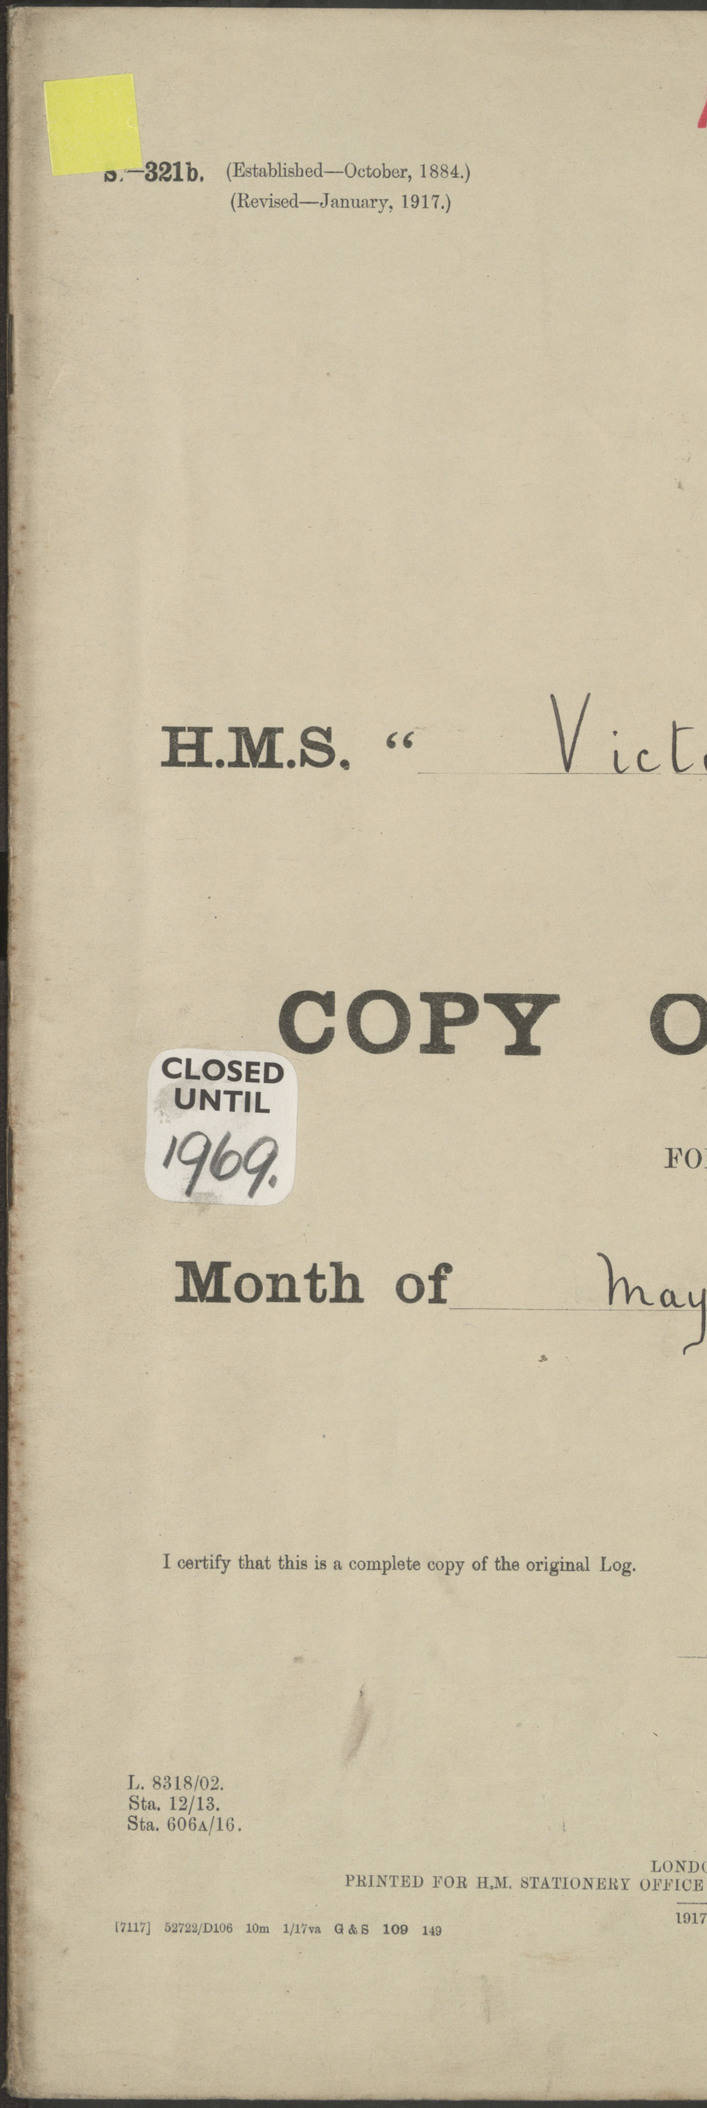 S.—321b. (Established—October, 1884.)
(Revised—January, 1917.)
H.M.S. “ Victo
COPY O
CLOSED
UNTIL
1969.
FO
Month of May
I certify that this is a complete copy of the original Log.
L. 8318/02.
Sta. 12/13.
Sta. 606A/16.
LONDO
PRINTED FOR H.M. STATIONERY OFFICE
1917
[7117] 52722/D106 10m 1/17va G & S 109 149